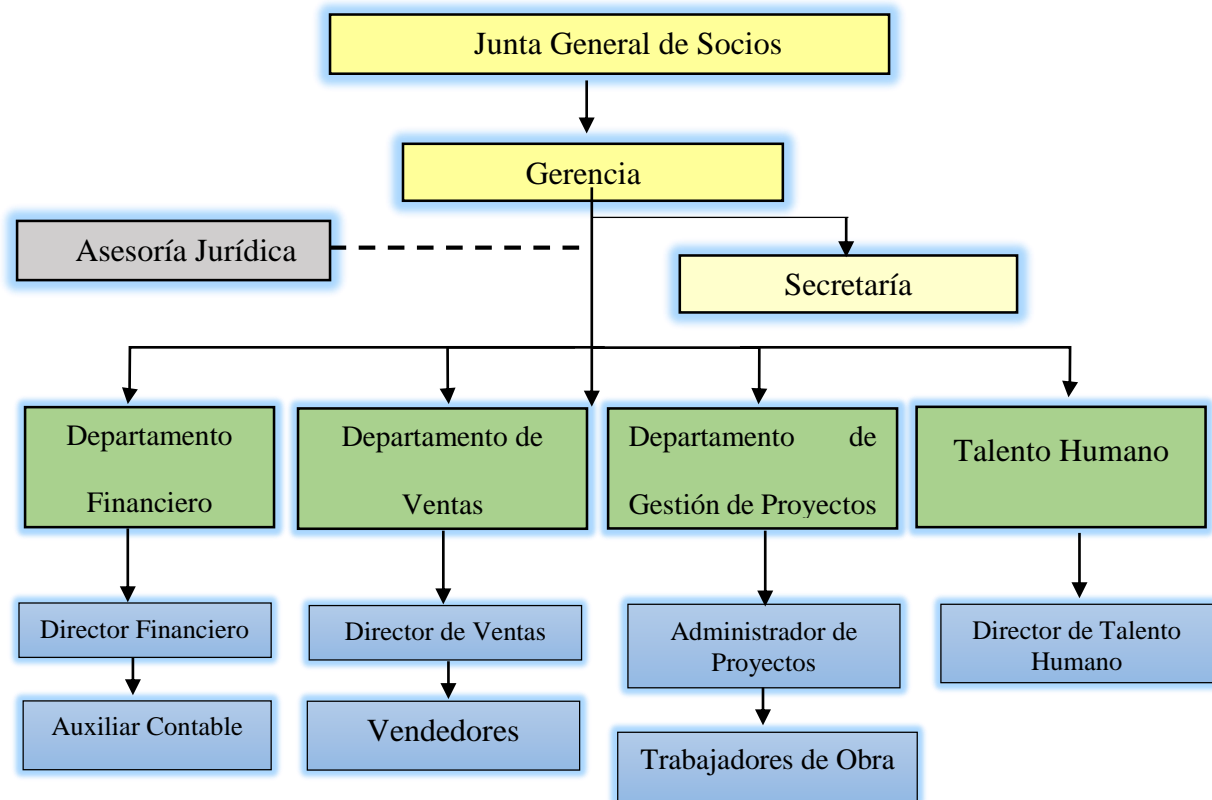 Junta General de Socios
Gerencia
Asesoría Jurídica
Secretaría
Departamento
Financiero
Departamento de
Ventas
Departamento de
Gestión de Proyectos
Talento Humano
Director Financiero
Director de Ventas
Administrador de
Proyectos
Director de Talento
Humano
Auxiliar Contable
Vendedores
Trabajadores de Obra